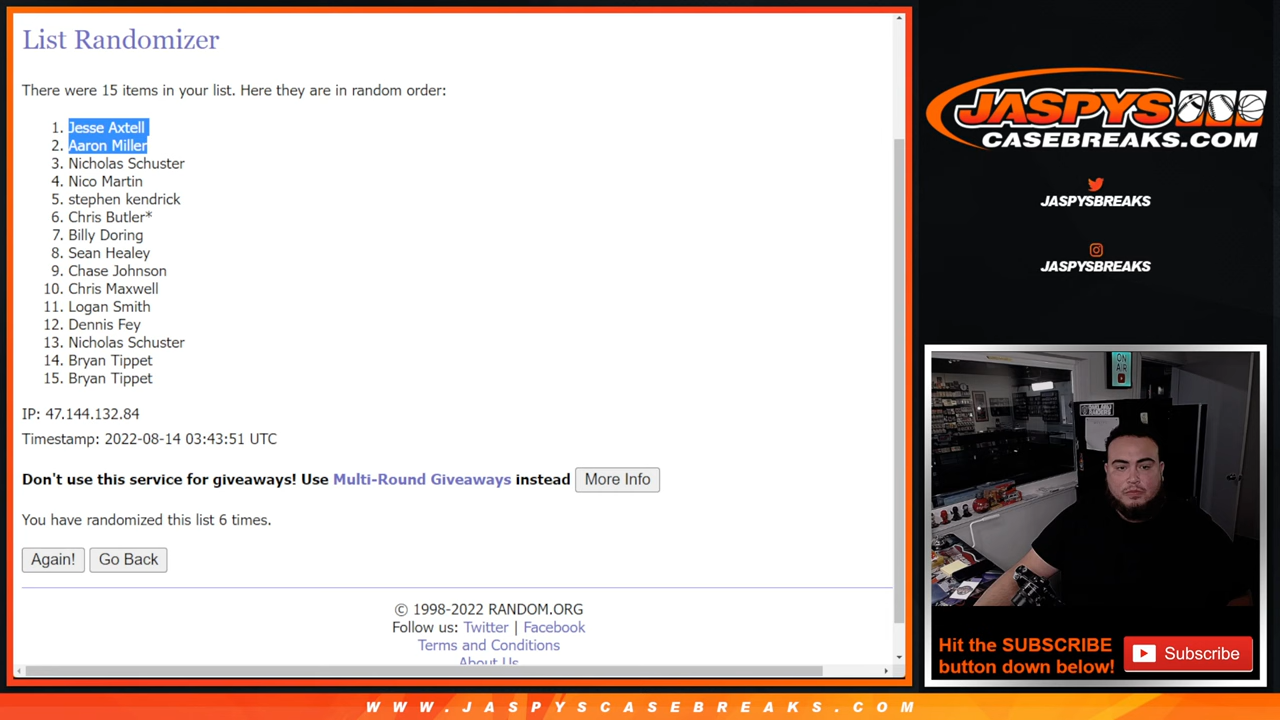 List Randomizer
There were 15 items in your list. Here they are in random order:
1. Jesse Axtell
2. Aaron Miller
3. Nicholas Schuster
4. Nico Martin
5. stephen kendrick
6. Chris Butler*
7. Billy Doring
8. Sean Healey
9. Chase Johnson
10. Chris Maxwell
11. Logan Smith
12. Dennis Fey
13. Nicholas Schuster
14. Bryan Tippet
15. Bryan Tippet
IP: 47.144.132.84
Timestamp: 2022-08-14 03:43:51 UTC
Don't use this service for giveaways! Use Multi-Round Giveaways instead More Info
You have randomized this list 6 times.
Again! Go Back
© 1998-2022 RANDOM.ORG
Follow us: Twitter | Facebook
Terms and Conditions
About Us
JASPYS
CASEBREAKS.COM
JASPYSBREAKS
JASPYSBREAKS
ON
AIR
Hit the SUBSCRIBE
button down below!
Subscribe
WWW.JASPYSCASEBREAKS.COM